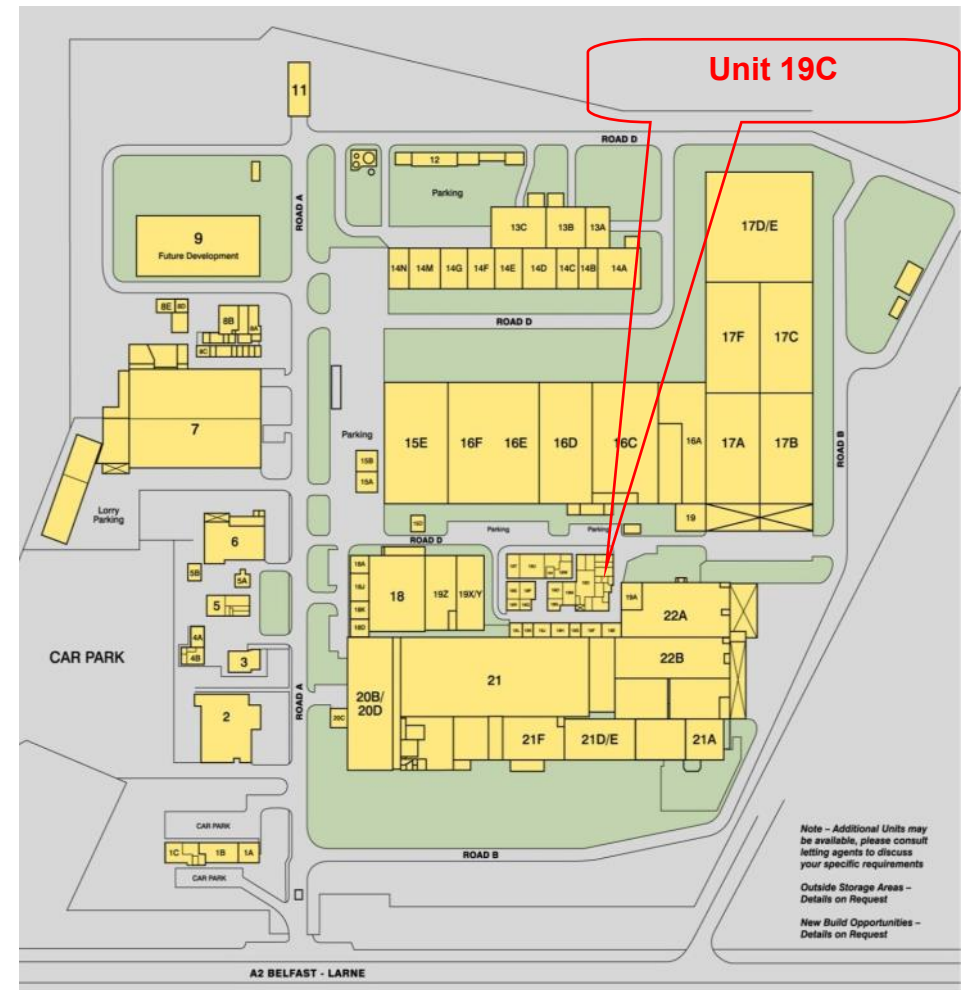 Unit 19C
11
ROAD D
12
Parking
ROAD A
13C
13B
13A
17D/E
9
Future Development
14N
14M
14G
14F
14E
14D
14C
14B
14A
8E
8D
8B
8A
8C
ROAD D
17F
17C
7
Parking
15E
16F
16E
16D
16C
16A
17A
17B
ROAD B
15B
15A
Lorry
Parking
19
Parking
Parking
ROAD D
6
5B
5A
5
18
19Z
19X/Y
19A
22A
4A
4B
3
CAR PARK
22B
21
20B/
20D
ROAD A
2
20C
21F
21D/E
21A
CAR PARK
1C
1B
1A
CAR PARK
ROAD B
Note – Additional Units may
be available, please consult
letting agents to discuss
your specific requirements
Outside Storage Areas –
Details on Request
New Build Opportunities –
Details on Request
A2 BELFAST - LARNE